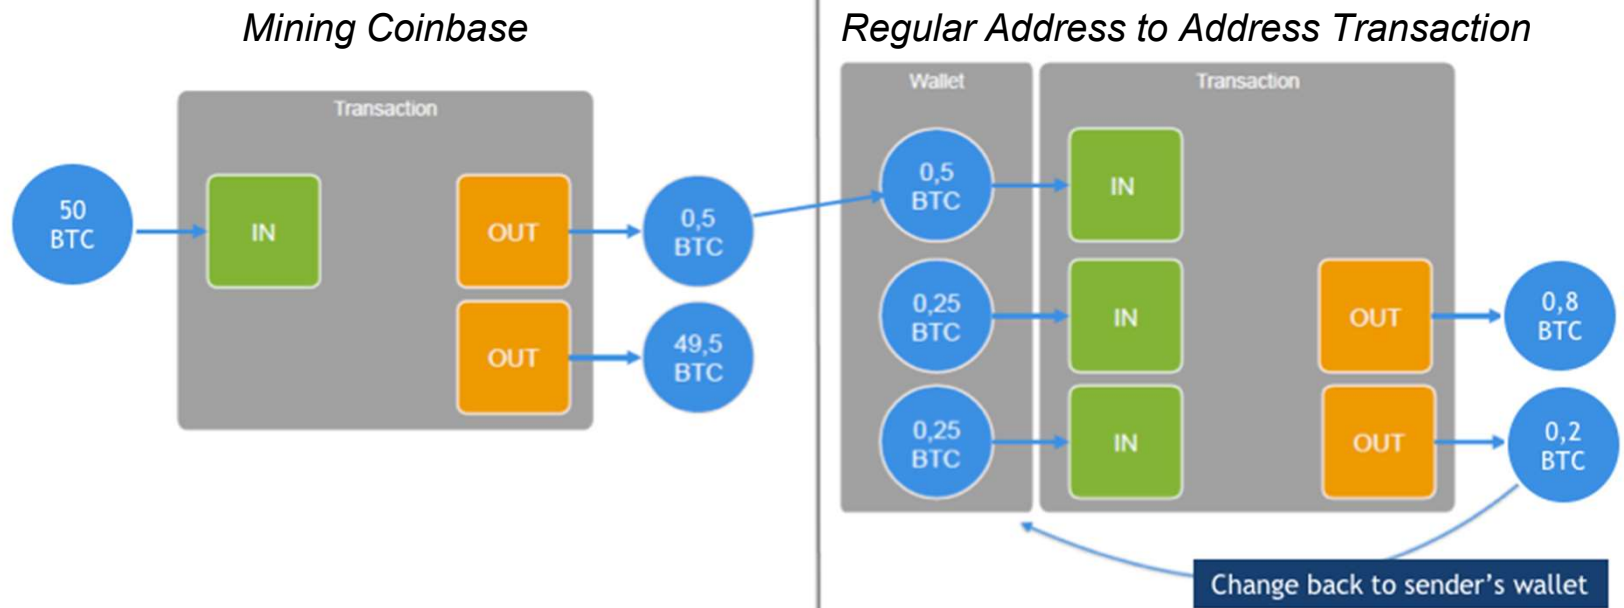 Mining Coinbase
Transaction
50
BTC
IN
OUT
0,5
BTC
OUT
49,5
BTC
Regular Address to Address Transaction
Wallet
Transaction
0,5
BTC
IN
0,25
BTC
IN
OUT
0,8
BTC
0,25
BTC
IN
OUT
0,2
BTC
Change back to sender's wallet